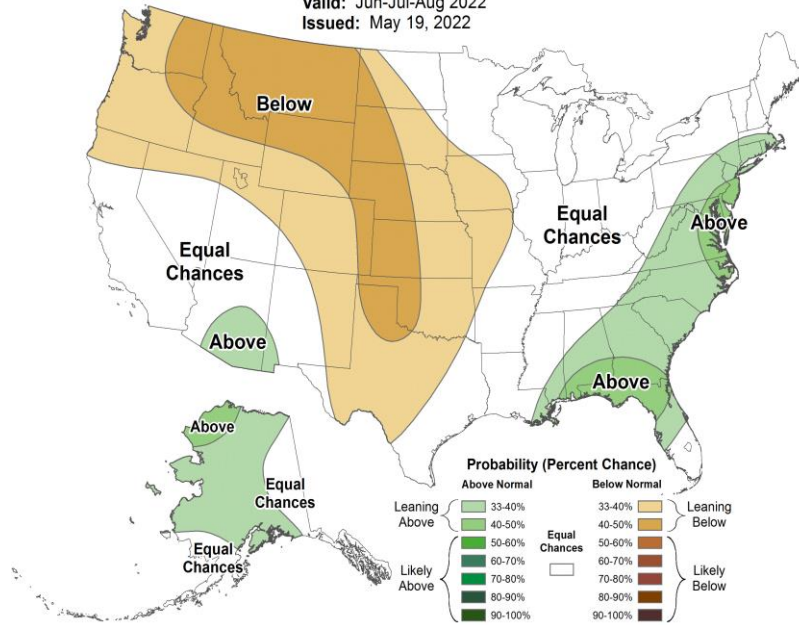 Valid: Jun-Jul-Aug 2022
Issued: May 19, 2022
Below
Equal
Chances
Above
Equal
Chances
Above
Above
Above
Equal
Chances
Equal
Chances
Probability (Percent Chance)
Above Normal
Below Normal
Leaning
Above
33-40%
40-50%
Likely
Above
50-60%
60-70%
70-80%
80-90%
90-100%
Equal
Chances
33-40%
40-50%
Leaning
Below
50-60%
60-70%
70-80%
80-90%
90-100%
Likely
Below